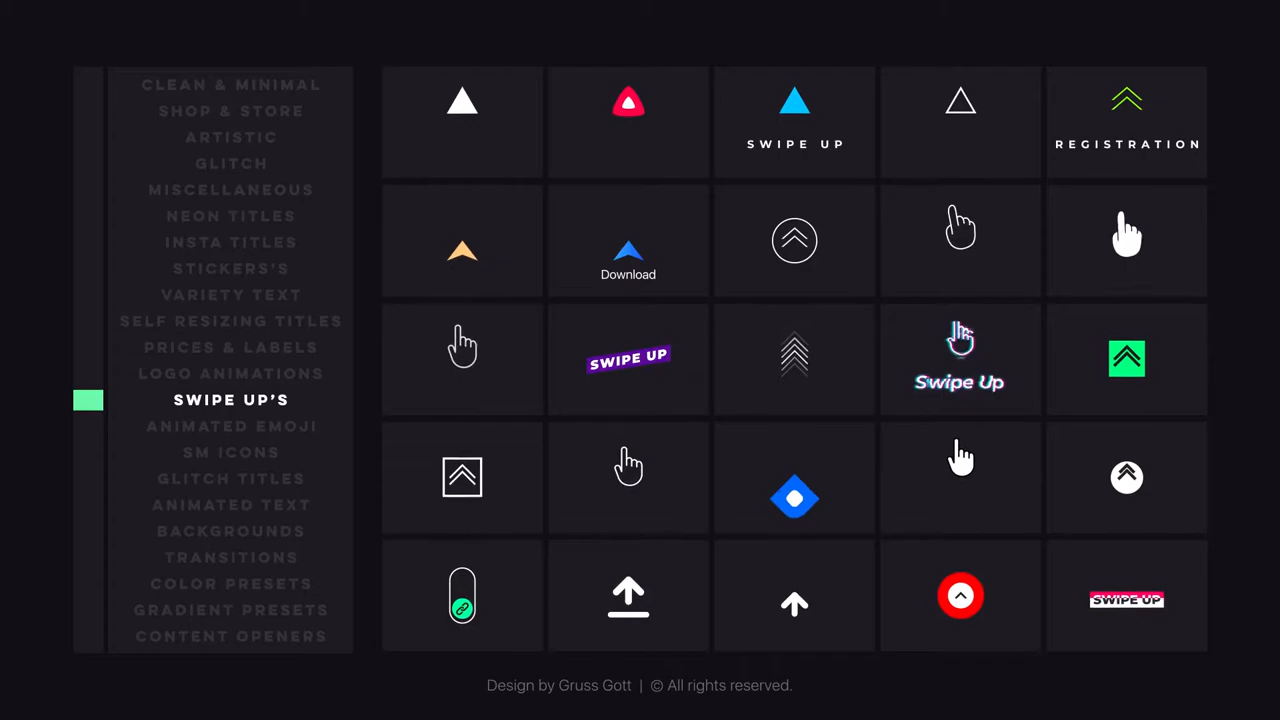 CLEAN & MINIMAL
SHOP & STORE
ARTISTIC
GLITCH
MISCELLANEOUS
NEON TITLES
INSTA TITLES
STICKERS'S
VARIETY TEXT
SELF RESIZING TITLES
PRICES & LABELS
LOGO ANIMATIONS
SWIPE UP'S
ANIMATED EMOJI
SM ICONS
GLITCH TITLES
ANIMATED TEXT
BACKGROUNDS
TRANSITIONS
COLOR PRESETS
GRADIENT PRESETS
CONTENT OPENERS
SWIPE UP
REGISTRATION
Download
SWIPE UP
Swipe Up
SWIPE UP
Design by Gruss Gott | © All rights reserved.